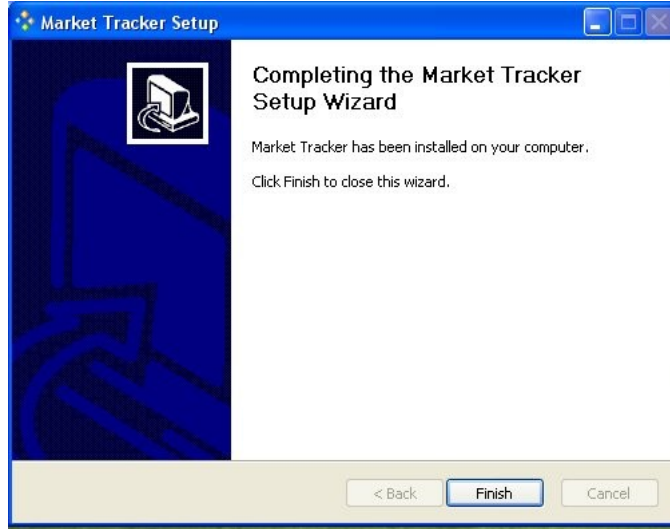 Market Tracker Setup
Completing the Market Tracker
Setup Wizard
Market Tracker has been installed on your computer.
Click Finish to close this wizard.
< Back
Finish
Cancel